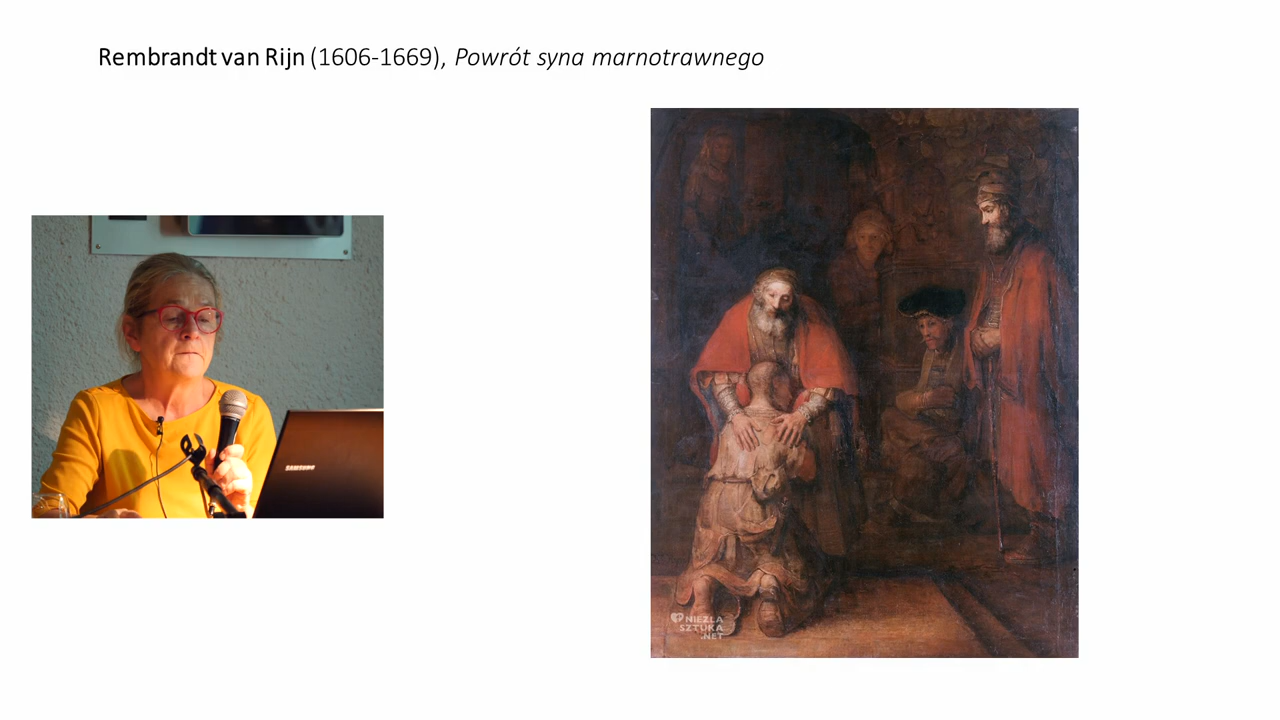 Rembrandt van Rijn (1606-1669), Powrót syna marnotrawnego
SAMSUNG
NIEZŁA
SZTUKA
.NET